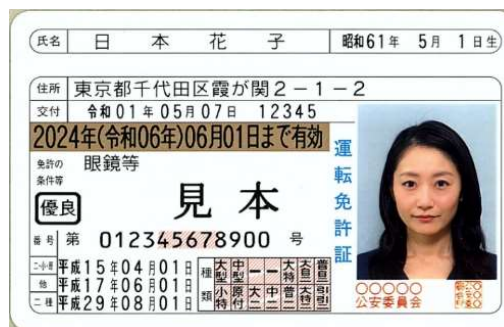 氏名 日本花子 昭和61年 5月 1日生
住所 東京都千代田区霞が関2-1-2
交付 令和01年05月07日 12345
2024年(令和06年)06月01日まで有効
免許の条件等 眼鏡等
見本
優良
番号 第 012345678900 号
二・小・原 平成15年04月01日
他 平成17年06月01日
二種 平成29年08月01日
種類
大型 中型
小特 原付
運転免許証
○○○○○
公安委員会